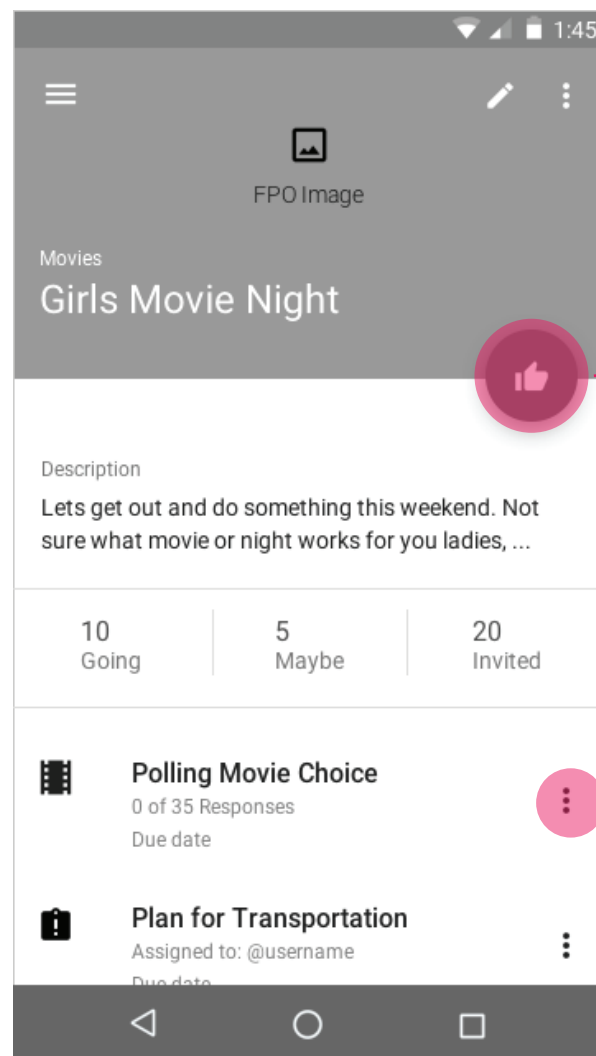 1:45
FPO Image
Movies
Girls Movie Night
Description
Lets get out and do something this weekend. Not
sure what movie or night works for you ladies, ...
10 5 20
Going Maybe Invited
Polling Movie Choice
0 of 35 Responses
Due date
Plan for Transportation
Assigned to: @username
Due date